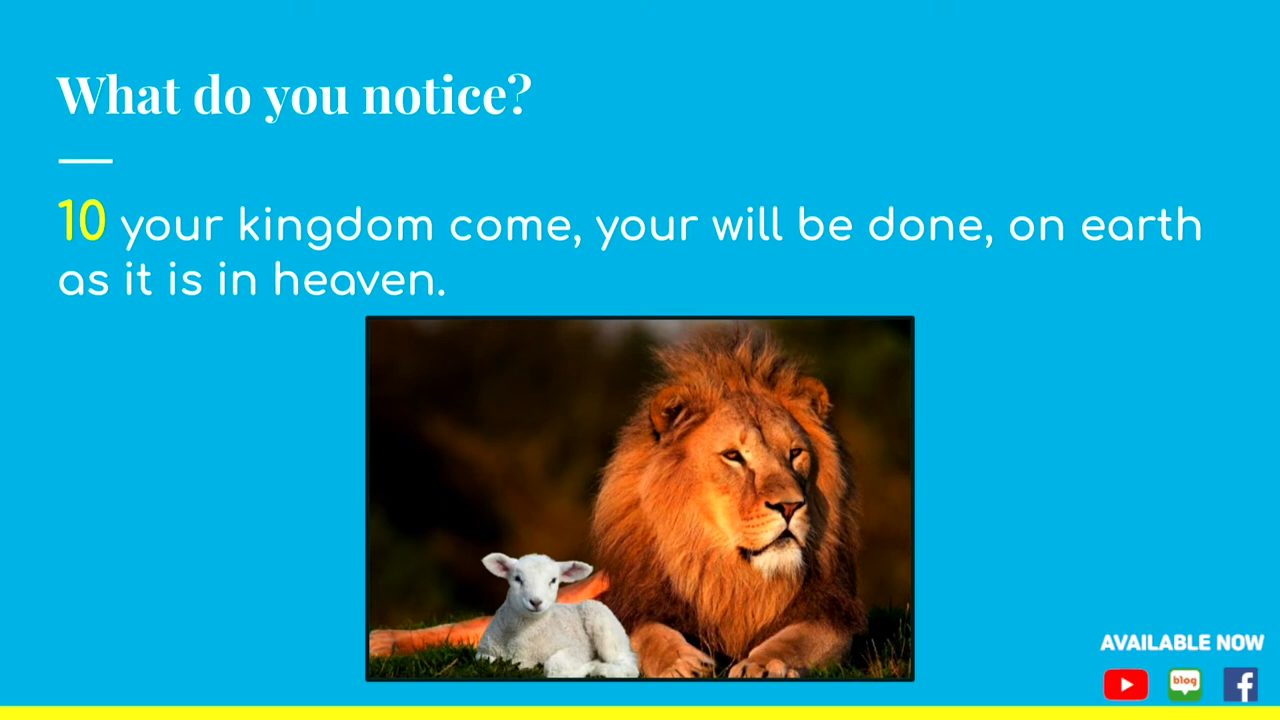 What do you notice?
10 your kingdom come, your will be done, on earth
as it is in heaven.
AVAILABLE NOW
blog
f